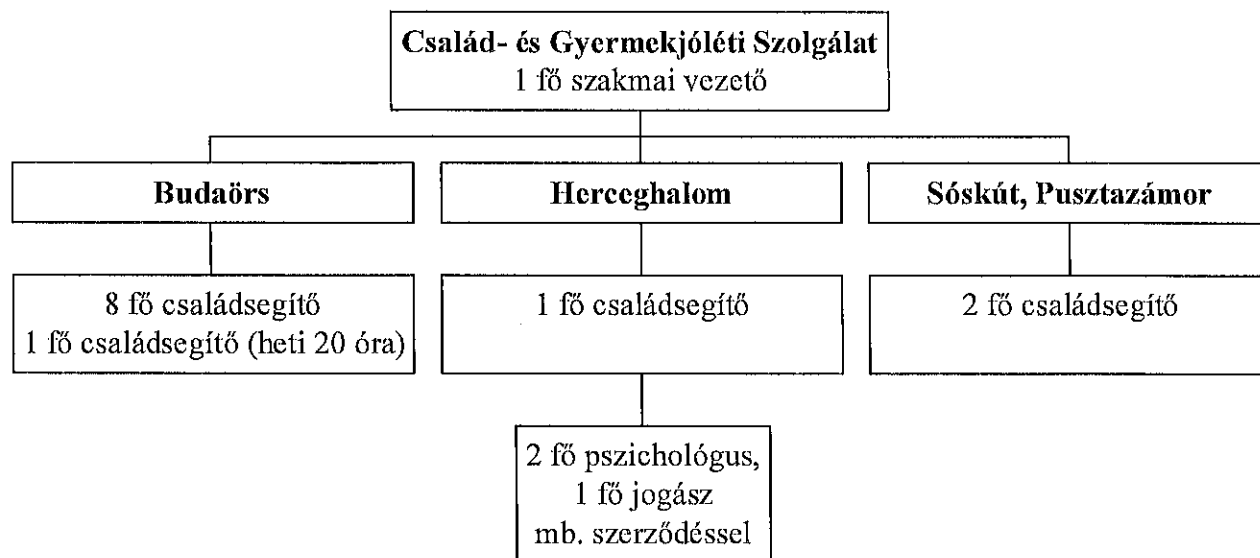 Család- és Gyermekjóléti Szolgálat
1 fő szakmai vezető
Budaörs
Herceghalom
Sóskút, Pusztazámor
8 fő családsegítő
1 fő családsegítő (heti 20 óra)
1 fő családsegítő
2 fő családsegítő
2 fő pszichológus,
1 fő jogász
mb. szerződéssel